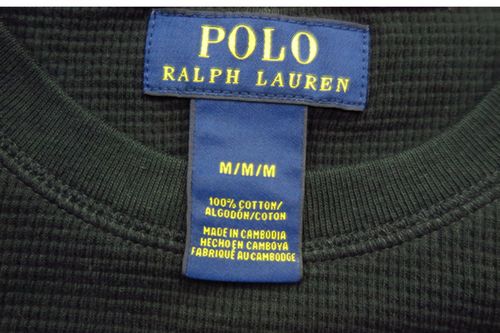 POLO
RALPH LAUREN
M/M/M
100% COTTON/
ALGODÓN/COTON
MADE IN CAMBODIA
HECHO EN CAMBOYA
FABRIQUÉ AU CAMBODGE